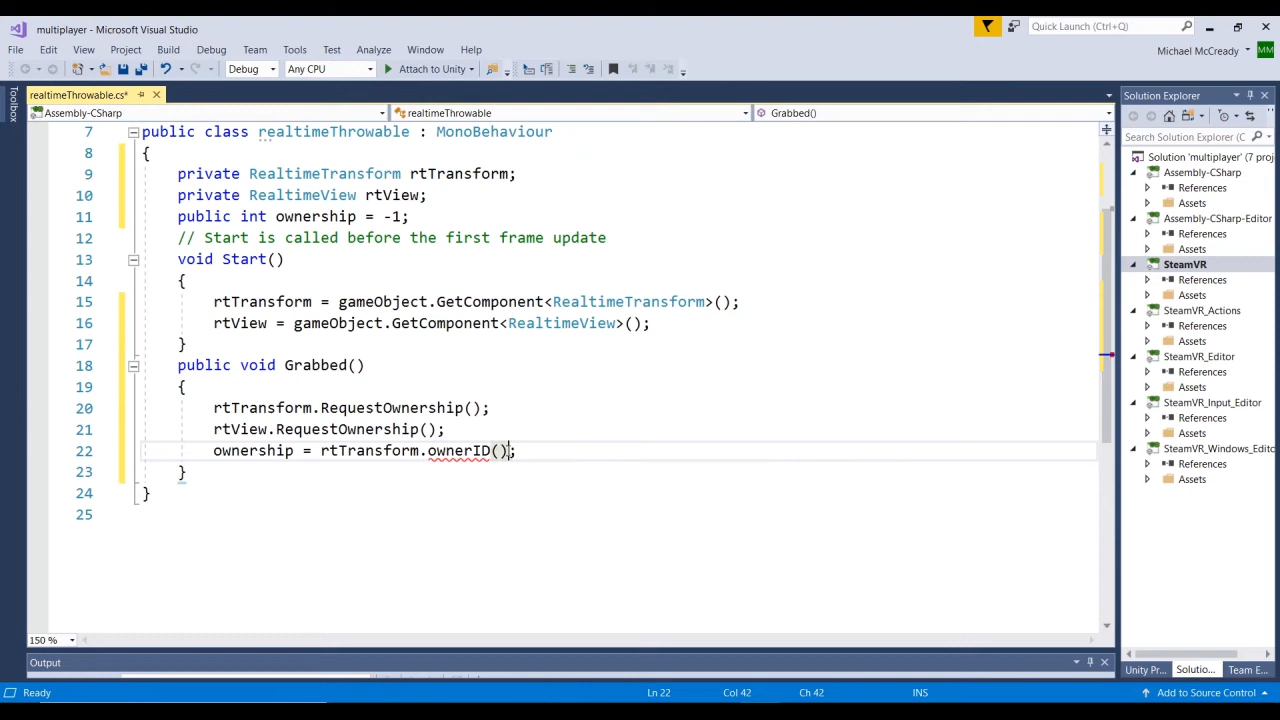 multiplayer - Microsoft Visual Studio
Quick Launch (Ctrl+Q)
File Edit View Project Build Debug Team Tools Test Analyze Window Help
Michael McCready MM
Debug Any CPU Attach to Unity
Toolbox
realtimeThrowable.cs*
Assembly-CSharp realtimeThrowable Grabbed()
7 public class realtimeThrowable : MonoBehaviour
8 {
9 private RealtimeTransform rtTransform;
10 private RealtimeView rtView;
11 public int ownership = -1;
12 // Start is called before the first frame update
13 void Start()
14 {
15 rtTransform = gameObject.GetComponent<RealtimeTransform>();
16 rtView = gameObject.GetComponent<RealtimeView>();
17 }
18 public void Grabbed()
19 {
20 rtTransform.RequestOwnership();
21 rtView.RequestOwnership();
22 ownership = rtTransform.ownerID();
23 }
24 }
25
150 %
Solution Explorer
Search Solution Explorer (C
Solution 'multiplayer' (7 proj
Assembly-CSharp
References
Assets
Assembly-CSharp-Editor
References
Assets
SteamVR
References
Assets
SteamVR_Actions
References
Assets
SteamVR_Editor
References
Assets
SteamVR_Input_Editor
References
Assets
SteamVR_Windows_Edito
References
Assets
Unity Pr... Solutio... Team E...
Output
Ready Ln 22 Col 42 Ch 42 INS Add to Source Control